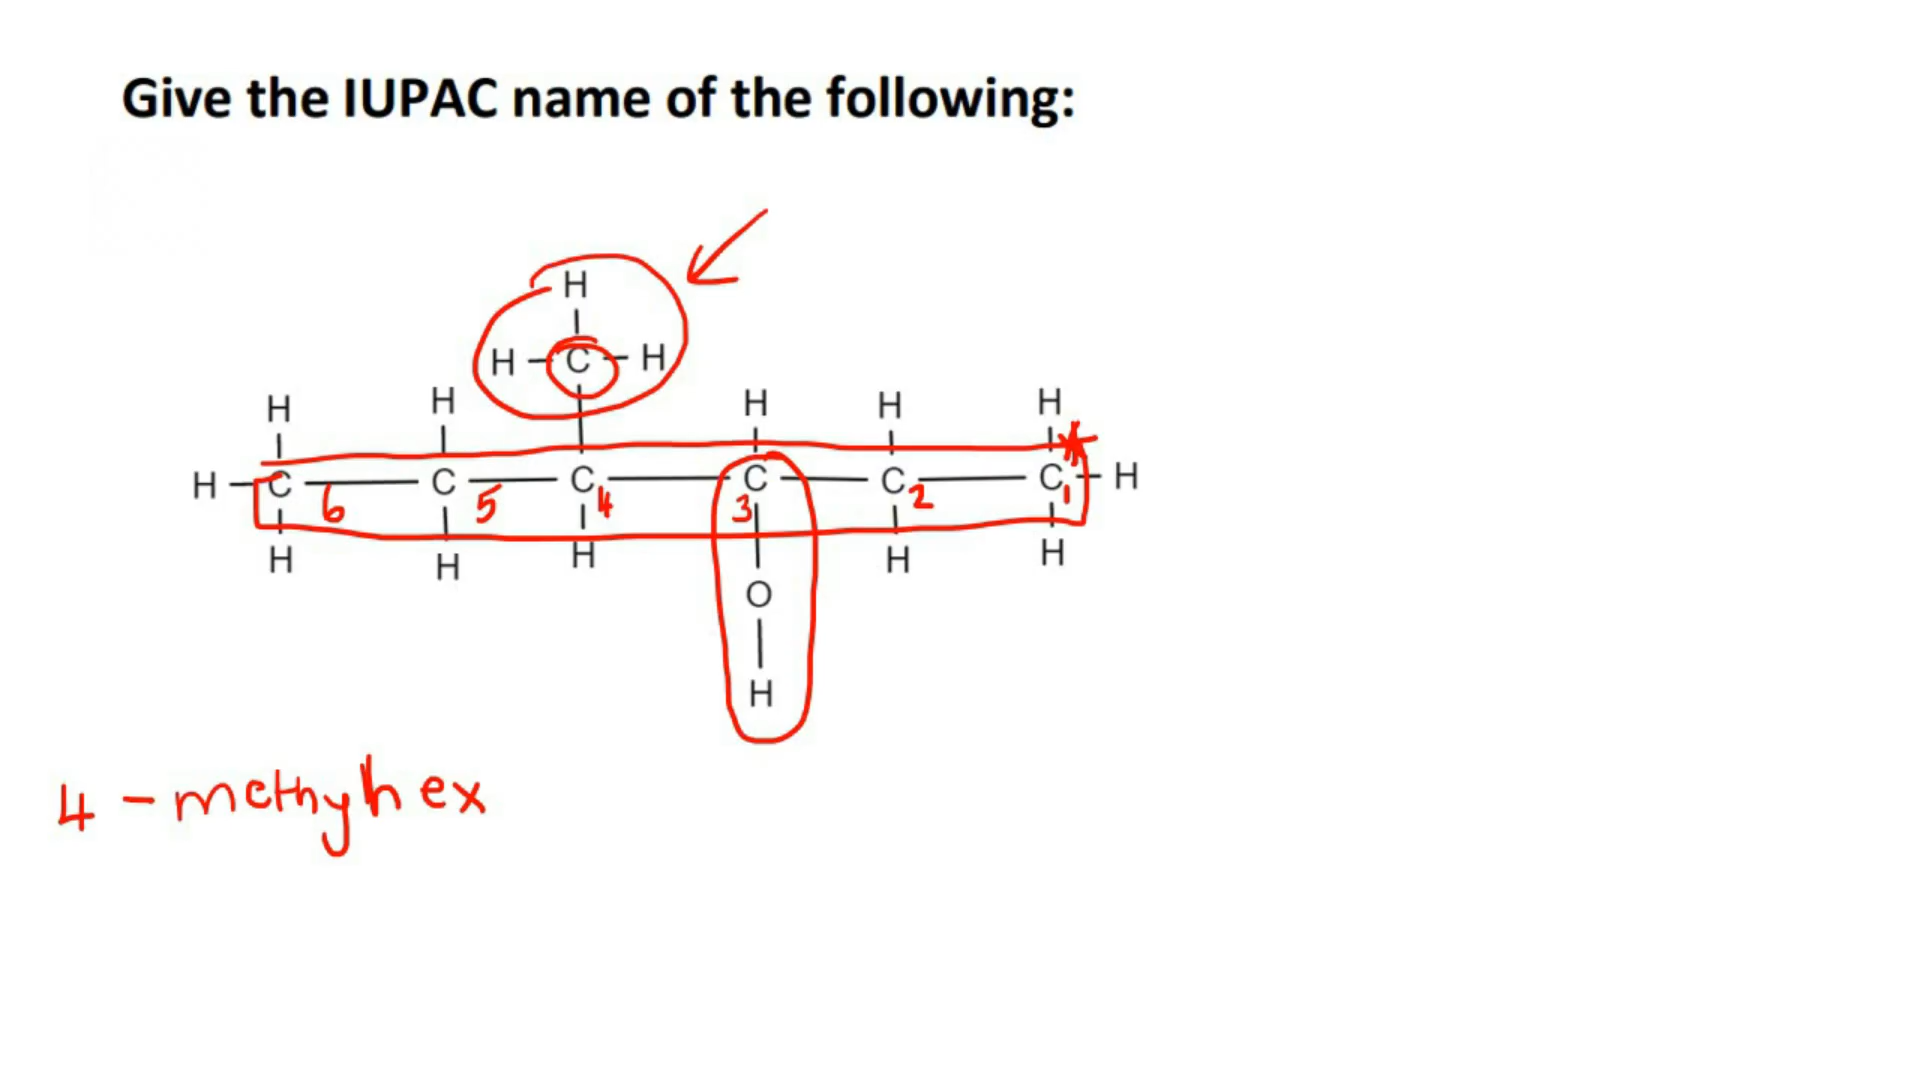 Give the IUPAC name of the following:
H
H C H
H H H H H
H C C C C C C H
6 5 4 3 2 1
H H H H H
O
H
4 - methyhex